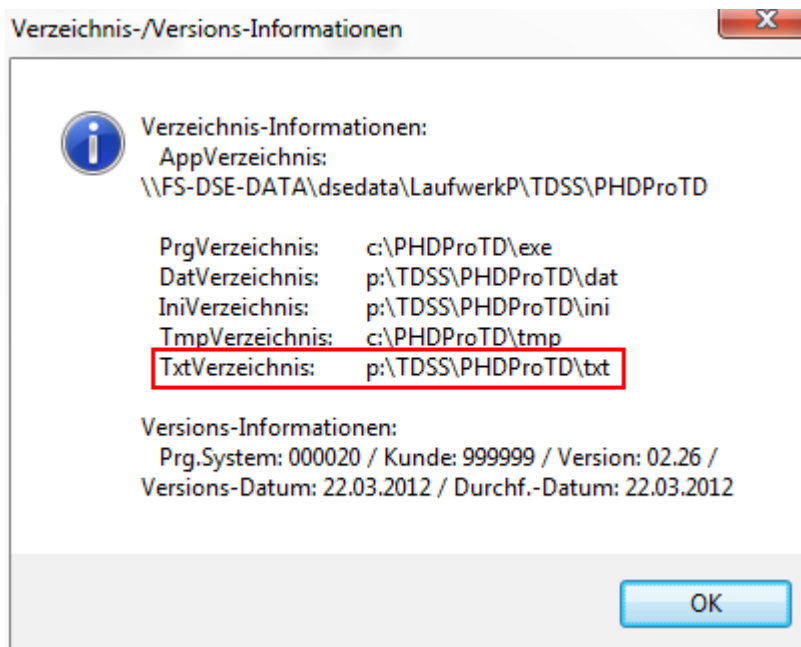 Verzeichnis-/Versions-Informationen
Verzeichnis-Informationen:
AppVerzeichnis:
\\FS-DSE-DATA\dsedata\LaufwerkP\TDSS\PHDProTD
PrgVerzeichnis: c:\PHDProTD\exe
DatVerzeichnis: p:\TDSS\PHDProTD\dat
IniVerzeichnis: p:\TDSS\PHDProTD\ini
TmpVerzeichnis: c:\PHDProTD\tmp
TxtVerzeichnis: p:\TDSS\PHDProTD\txt
Versions-Informationen:
Prg.System: 000020 / Kunde: 999999 / Version: 02.26 /
Versions-Datum: 22.03.2012 / Durchf.-Datum: 22.03.2012
OK